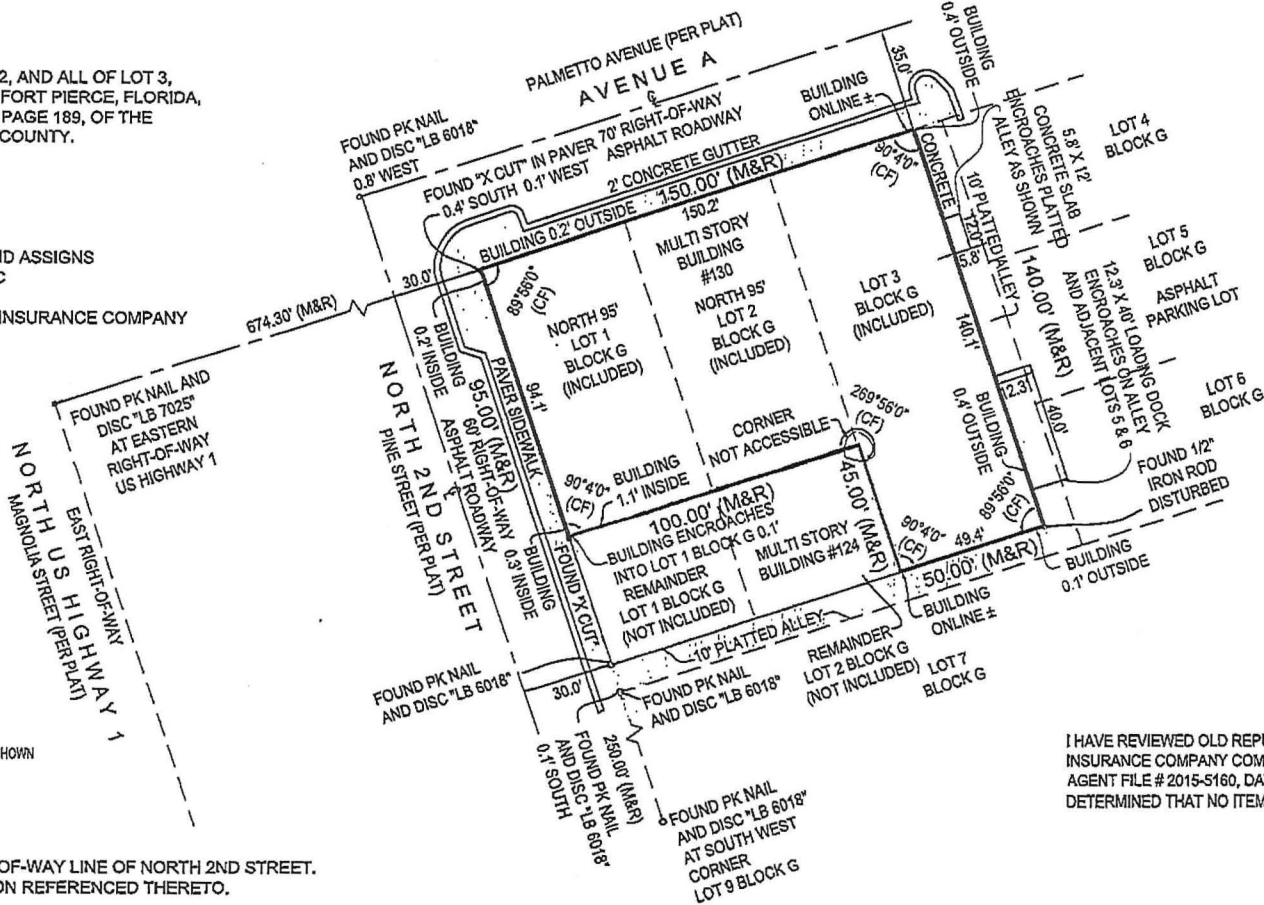 2, AND ALL OF LOT 3,
FORT PIERCE, FLORIDA,
PAGE 189, OF THE
COUNTY.
ND ASSIGNS
C
INSURANCE COMPANY
PALMETTO AVENUE (PER PLAT)
AVENUE A
℄
FOUND PK NAIL
AND DISC "LB 6018"
0.8' WEST
FOUND "X CUT" IN PAVER
0.4' SOUTH 0.1' WEST
70' RIGHT-OF-WAY
ASPHALT ROADWAY
2' CONCRETE GUTTER
BUILDING 0.2' OUTSIDE
150.00' (M&R)
150.2'
BUILDING
ONLINE ±
35.0'
BUILDING
0.4' OUTSIDE
90°4'0"
(CF)
CONCRETE
5.8' X 12'
CONCRETE SLAB
ENCROACHES PLATTED
ALLEY AS SHOWN
LOT 4
BLOCK G
10' PLATTED ALLEY
12.0'
5.8'
140.00' (M&R)
140.1'
LOT 5
BLOCK G
ASPHALT
PARKING LOT
12.3' X 40' LOADING DOCK
ENCROACHES ON ALLEY
AND ADJACENT LOTS 5 & 6
12.3'
40.0'
LOT 6
BLOCK G
BUILDING
0.4' OUTSIDE
FOUND 1/2"
IRON ROD
DISTURBED
674.30' (M&R)
30.0'
89°56'0"
(CF)
BUILDING
0.2' INSIDE
PAVER SIDEWALK
94.1'
95.00' (M&R)
60' RIGHT-OF-WAY
ASPHALT ROADWAY
℄
NORTH 2ND STREET
PINE STREET (PER PLAT)
NORTH 95'
LOT 1
BLOCK G
(INCLUDED)
MULTI STORY
BUILDING
#130
NORTH 95'
LOT 2
BLOCK G
(INCLUDED)
LOT 3
BLOCK G
(INCLUDED)
FOUND PK NAIL AND
DISC "LB 7025"
AT EASTERN
RIGHT-OF-WAY
US HIGHWAY 1
NORTH US HIGHWAY 1
EAST RIGHT-OF-WAY
MAGNOLIA STREET (PER PLAT)
CORNER
NOT ACCESSIBLE
269°56'0"
(CF)
90°4'0"
(CF)
BUILDING
1.1' INSIDE
100.00' (M&R)
45.00' (M&R)
BUILDING
0.3' INSIDE
FOUND "X CUT"
BUILDING ENCROACHES
INTO LOT 1 BLOCK G 0.1'
REMAINDER
LOT 1 BLOCK G
(NOT INCLUDED)
MULTI STORY
BUILDING #124
90°4'0"
(CF)
49.4'
89°56'0"
(CF)
50.00' (M&R)
BUILDING
0.1' OUTSIDE
BUILDING
ONLINE ±
10' PLATTED ALLEY
REMAINDER
LOT 2 BLOCK G
(NOT INCLUDED)
LOT 7
BLOCK G
FOUND PK NAIL
AND DISC "LB 6018"
30.0'
FOUND PK NAIL
AND DISC "LB 6018"
250.00' (M&R)
FOUND PK NAIL
AND DISC "LB 6018"
0.1' SOUTH
FOUND PK NAIL
AND DISC "LB 6018"
AT SOUTH WEST
CORNER
LOT 9 BLOCK G
HOWN
I HAVE REVIEWED OLD REPU
INSURANCE COMPANY COM
AGENT FILE # 2015-5160, DA
DETERMINED THAT NO ITEM
OF-WAY LINE OF NORTH 2ND STREET.
ON REFERENCED THERETO.